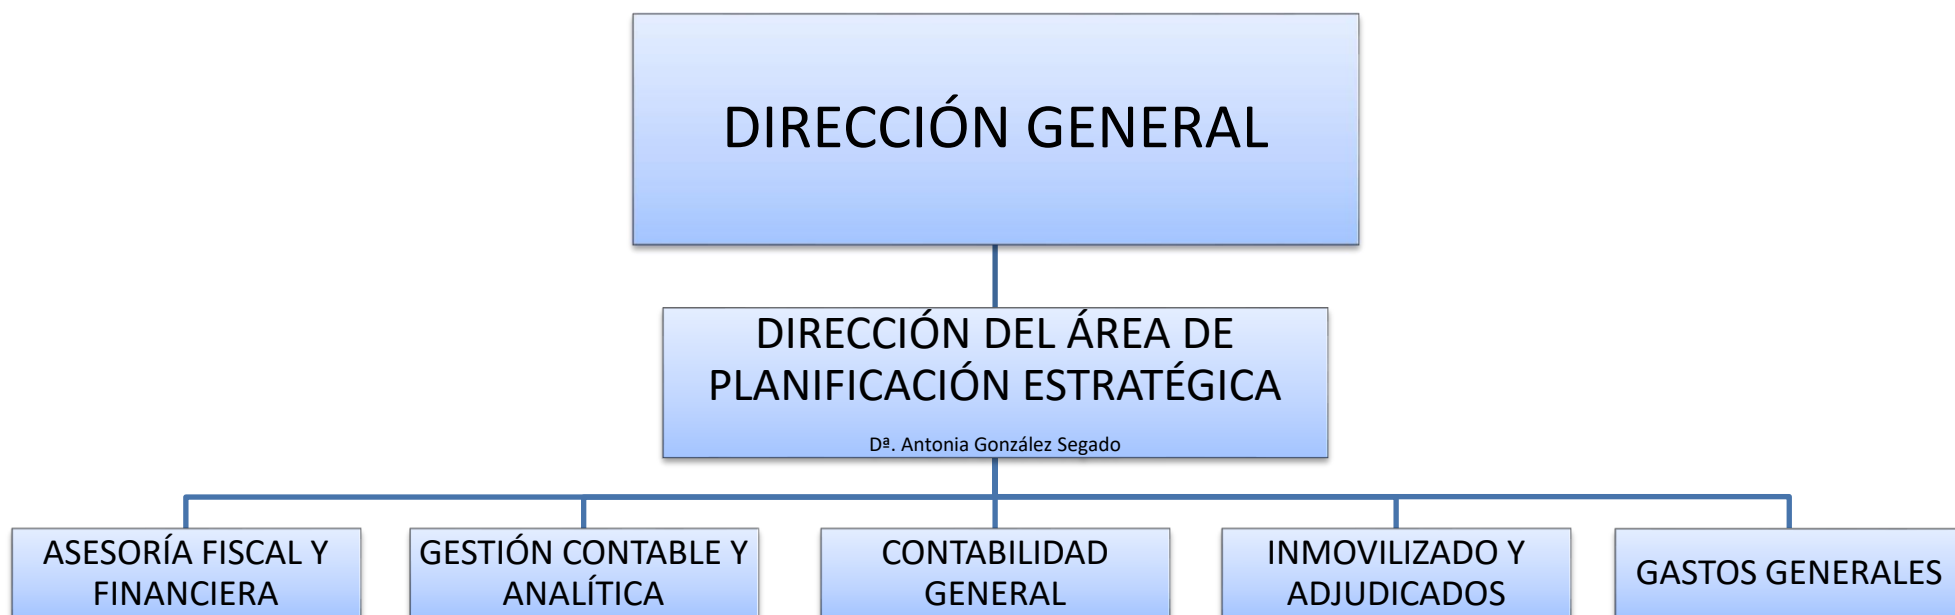 DIRECCIÓN GENERAL
DIRECCIÓN DEL ÁREA DE
PLANIFICACIÓN ESTRATÉGICA
Dª. Antonia González Segado
ASESORÍA FISCAL Y
FINANCIERA
GESTIÓN CONTABLE Y
ANALÍTICA
CONTABILIDAD
GENERAL
INMOVILIZADO Y
ADJUDICADOS
GASTOS GENERALES